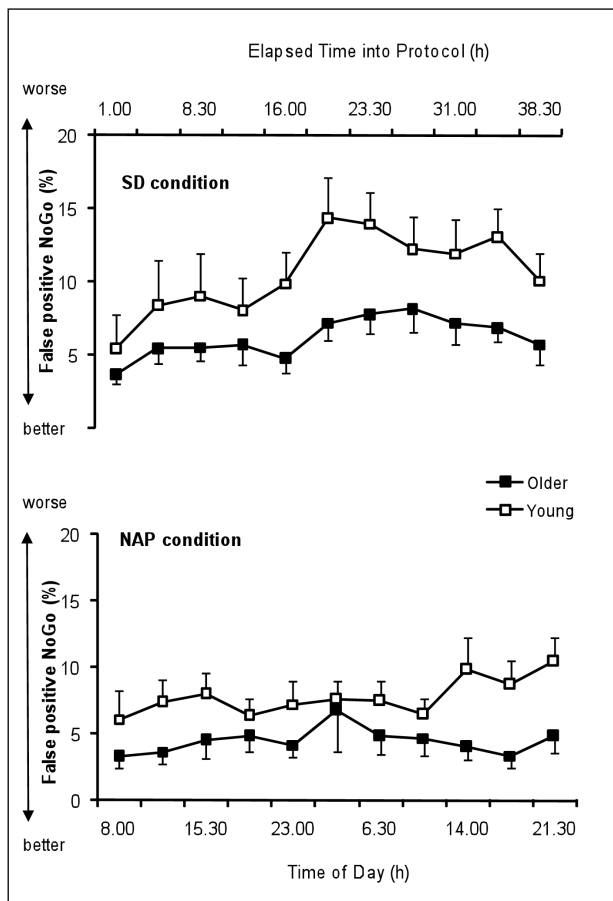 Elapsed Time into Protocol (h)
worse
1.00 8.30 16.00 23.30 31.00 38.30
20
15
10
5
False positive NoGo (%)
SD condition
better
Older
Young
worse
20
15
10
5
0
False positive NoGo (%)
NAP condition
8.00 15.30 23.00 6.30 14.00 21.30
better
Time of Day (h)